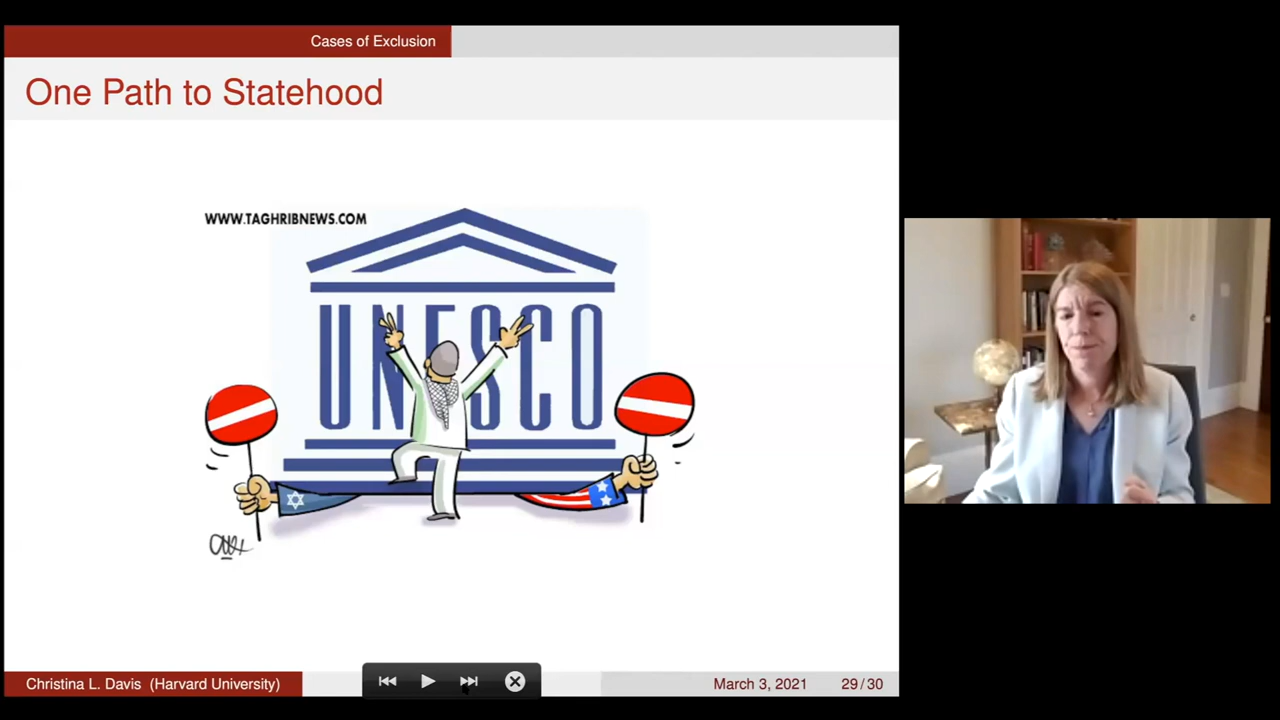 Cases of Exclusion
One Path to Statehood
WWW.TAGHRIBNEWS.COM
UNESCO
Christina L. Davis (Harvard University)
March 3, 2021 29/30